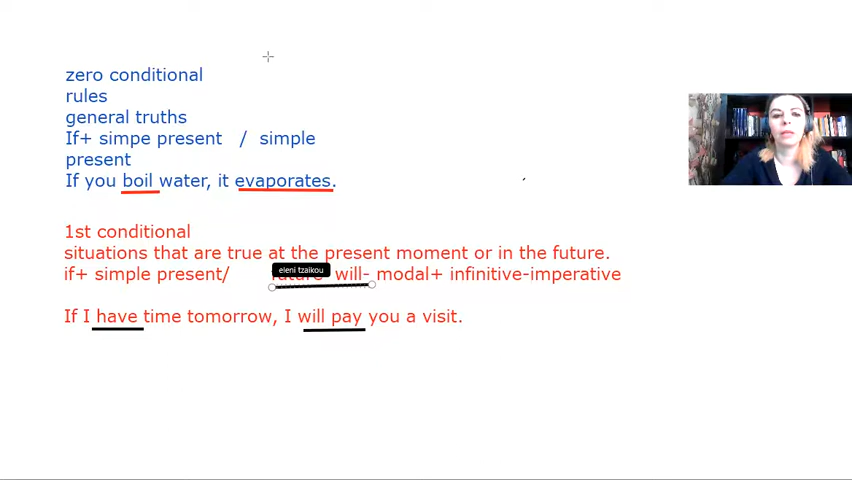 zero conditional
rules
general truths
If+ simpe present / simple
present
If you boil water, it evaporates.
1st conditional
situations that are true at the present moment or in the future.
eleni tzaikou
if+ simple present/ will- modal+ infinitive-imperative
If I have time tomorrow, I will pay you a visit.